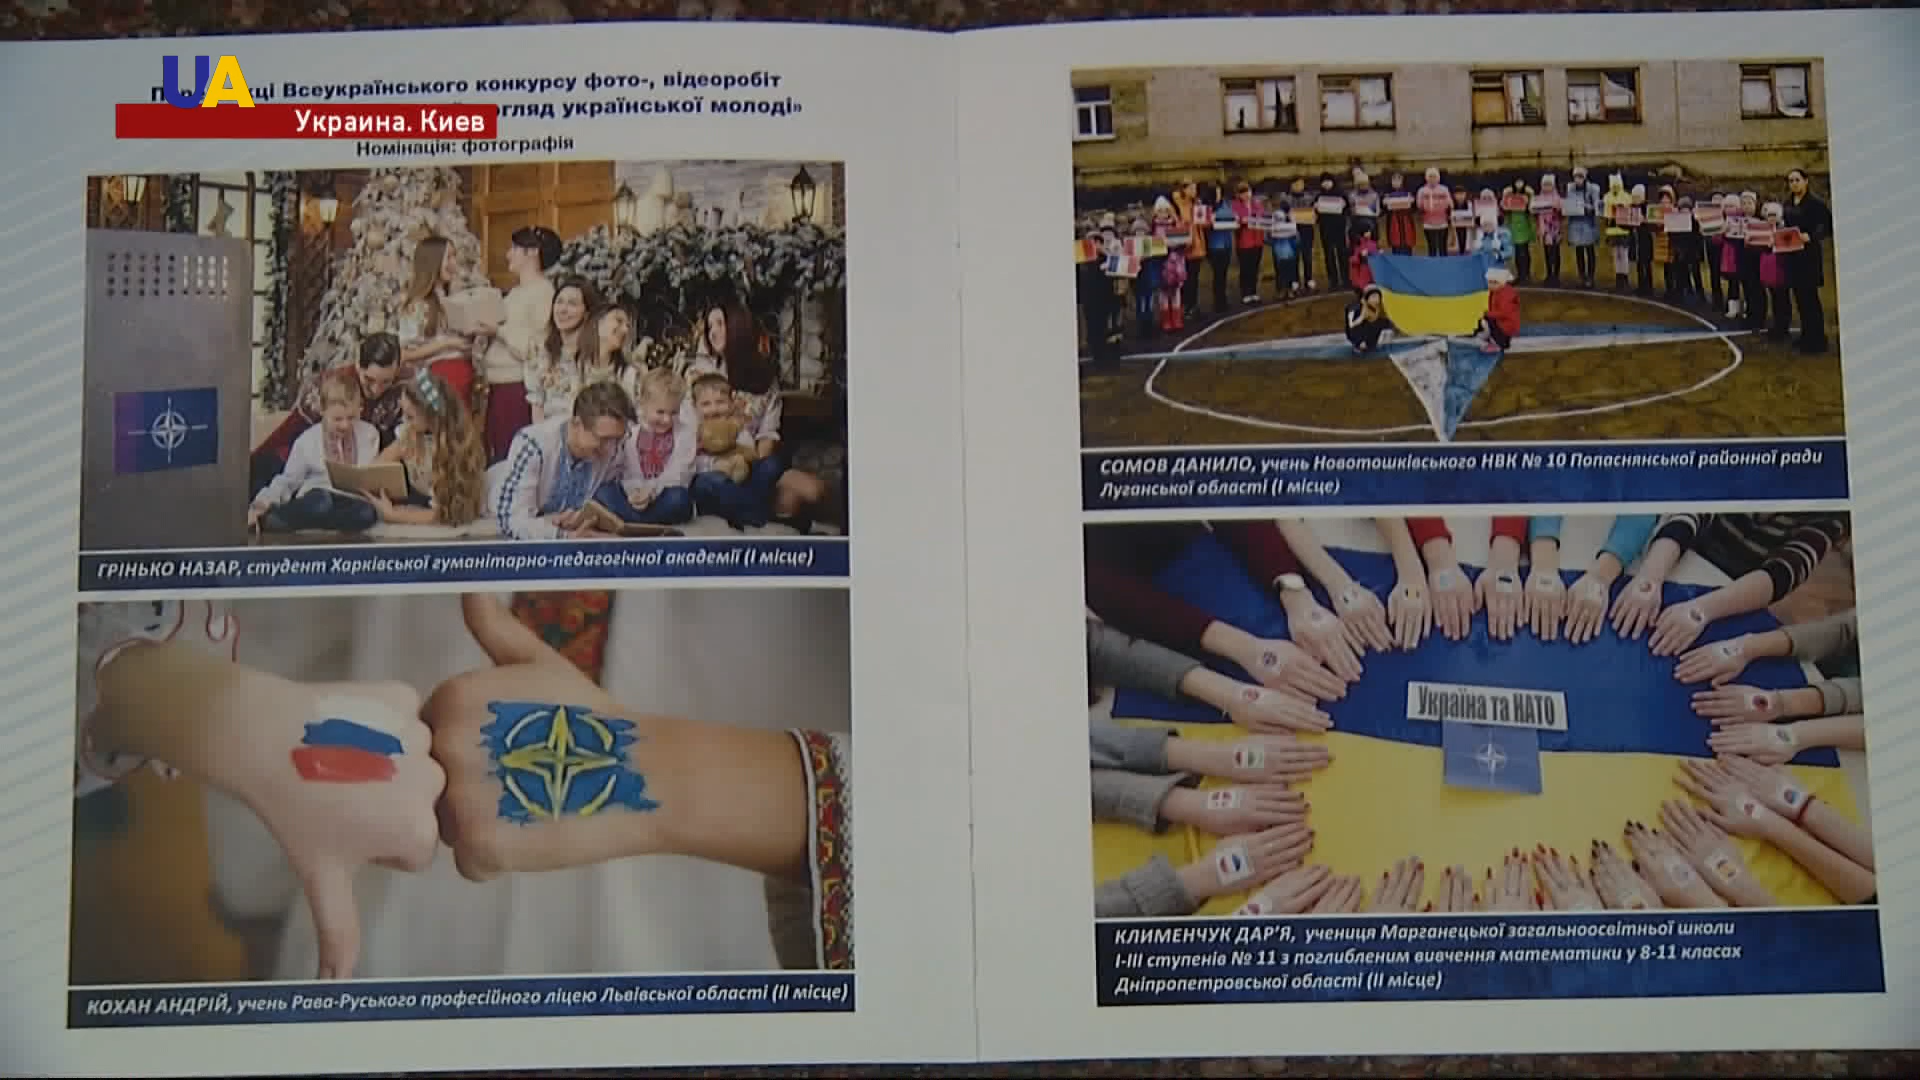 UA
Украина. Киев
Всеукраїнського конкурсу фото-, відеоробіт
української молоді»
Номінація: фотографія
ГРІНЬКО НАЗАР, студент Харківської гуманітарно-педагогічної академії (І місце)
КОХАН АНДРІЙ, учень Рава-Руського професійного ліцею Львівської області (ІІ місце)
СОМОВ ДАНИЛО, учень Новотошківського НВК № 10 Попаснянської районної ради
Луганської області (І місце)
Україна та НАТО
КЛИМЕНЧУК ДАР’Я, учениця Марганецької загальноосвітньої школи
І-ІІІ ступенів № 11 з поглибленим вивчення математики у 8-11 класах
Дніпропетровської області (ІІ місце)